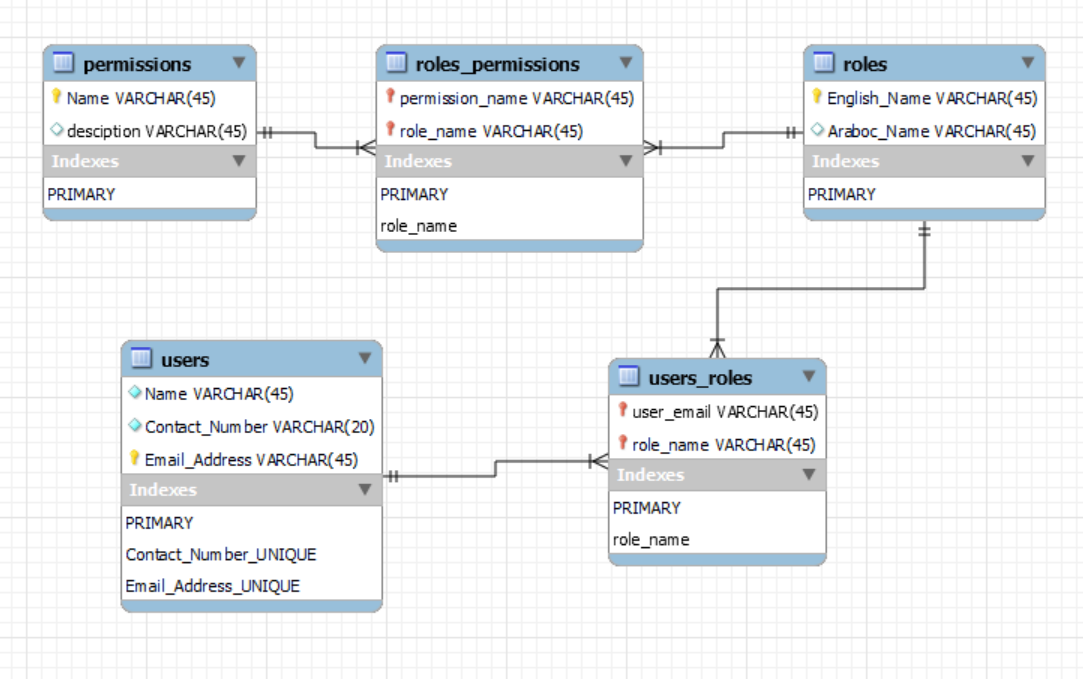 permissions
Name VARCHAR(45)
desciption VARCHAR(45)
Indexes
PRIMARY
roles_permissions
permission_name VARCHAR(45)
role_name VARCHAR(45)
Indexes
PRIMARY
role_name
roles
English_Name VARCHAR(45)
Araboc_Name VARCHAR(45)
Indexes
PRIMARY
users
Name VARCHAR(45)
Contact_Number VARCHAR(20)
Email_Address VARCHAR(45)
Indexes
PRIMARY
Contact_Number_UNIQUE
Email_Address_UNIQUE
users_roles
user_email VARCHAR(45)
role_name VARCHAR(45)
Indexes
PRIMARY
role_name